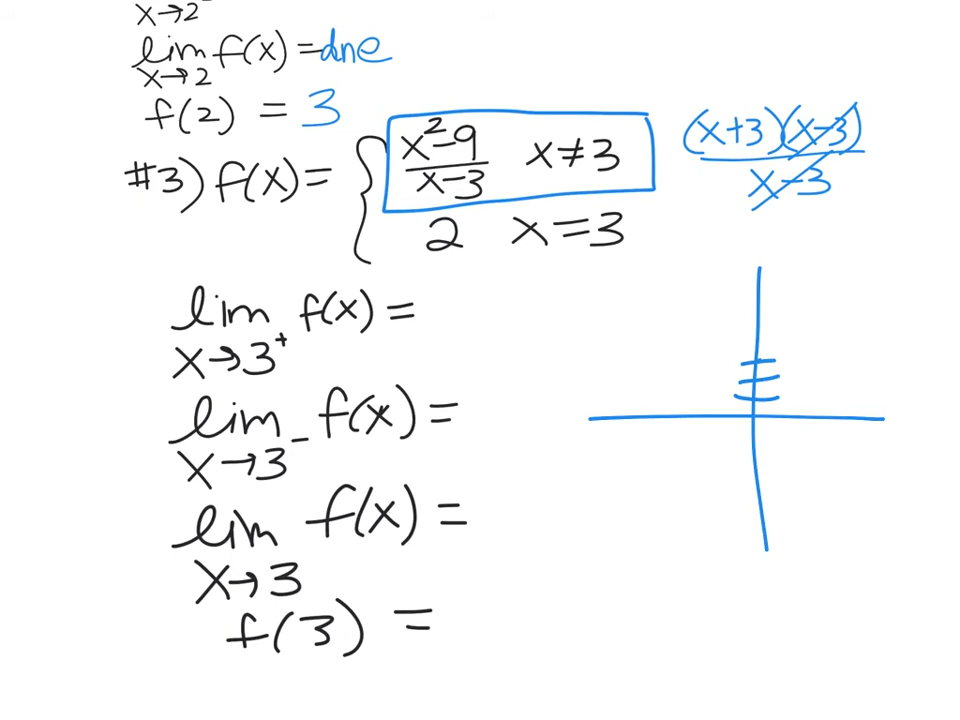 x→2
lim f(x) = dne
x→2
f(2) = 3
#3) f(x) = { x²-9 / x-3 x≠3 (x+3)(x-3) / x-3
2 x=3
lim f(x) =
x→3⁺
lim f(x) =
x→3⁻
lim f(x) =
x→3
f(3) =